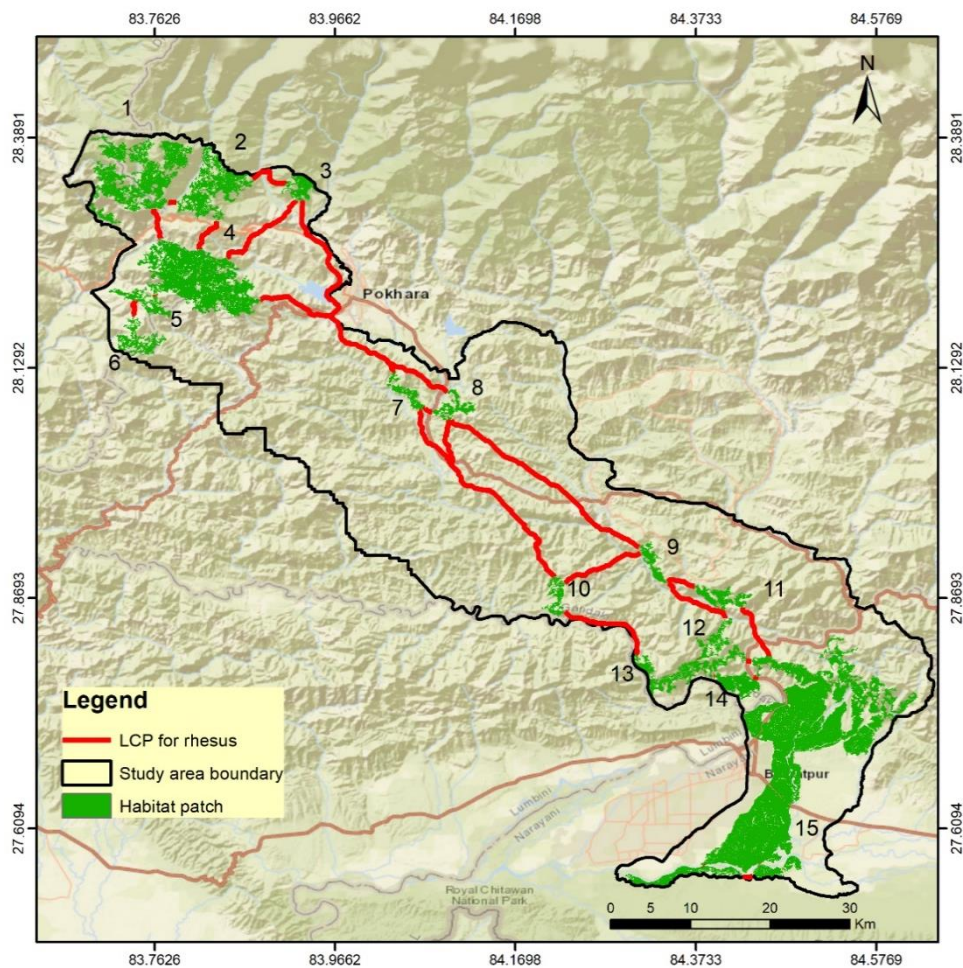 83.7626 83.9662 84.1698 84.3733 84.5769
N
28.3891
28.1292
27.8693
27.6094
28.3891
28.1292
27.8693
27.6094
1
2
3
4
Pokhara
5
6
7
8
9
10
11
12
13
14
15
Lumbini
Narayani
Lumbini
Narayani
Royal Chitawan
National Park
Legend
LCP for rhesus
Study area boundary
Habitat patch
0 5 10 20 30
Km
83.7626 83.9662 84.1698 84.3733 84.5769